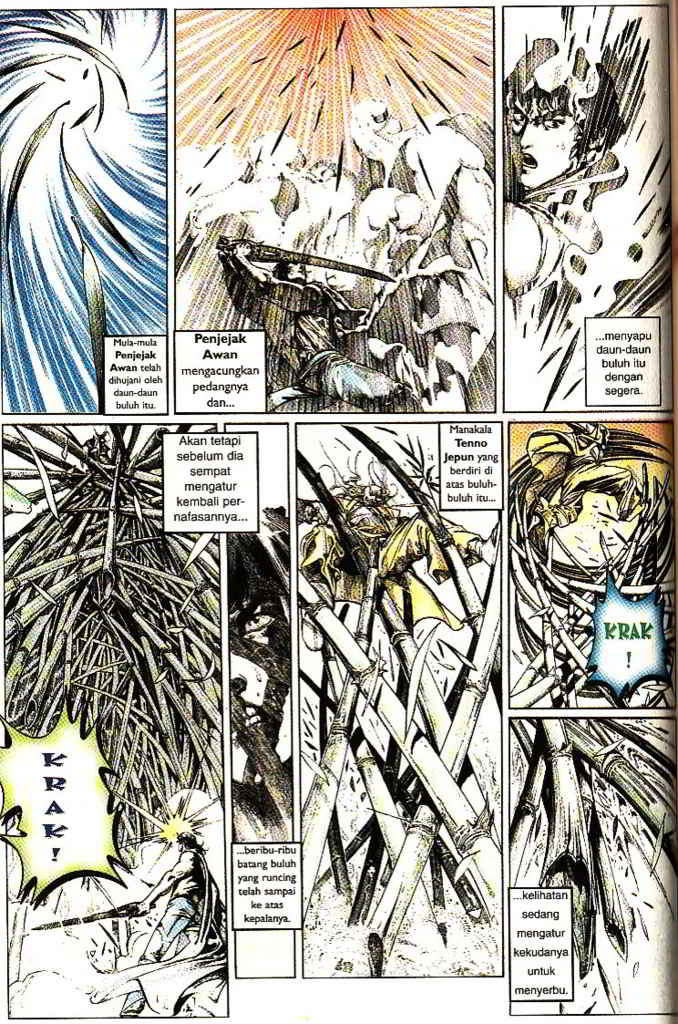 Mula-mula
Penjejak
Awan telah
dihujani oleh
daun-daun
buluh itu.
Penjejak
Awan
mengacungkan
pedangnya
dan...
...menyapu
daun-daun
buluh itu
dengan
segera.
Akan tetapi
sebelum dia
sempat
mengatur
kembali per-
nafasannya...
KRAK!
...beribu-ribu
batang buluh
yang runcing
telah sampai
ke atas
kepalanya.
Manakala
Tenno
Jepun yang
berdiri di
atas buluh-
buluh itu...
KRAK
!
...kelihatan
sedang
mengatur
kekudanya
untuk
menyerbu.